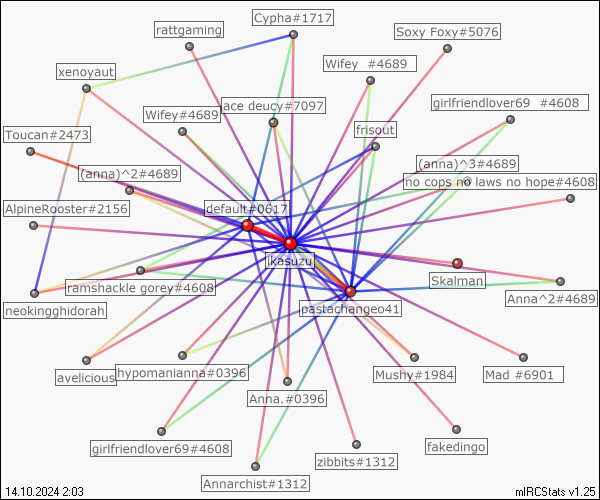 Cypha#1717
rattgaming
Soxy Foxy#5076
Wifey #4689
xenoyaut
ace deucy#7097
girlfriendlover69 #4608
Wifey#4689
frisout
Toucan#2473
(anna)^3#4689
(anna)^2#4689
no cops no laws no hope#4608
AlpineRooster#2156
default#0617
ikasuzu
Skalman
ramshackle gorey#4608
Anna^2#4689
neokingghidorah
pastachangeo41
avelicious
hypomanianna#0396
Mushy#1984
Mad #6901
Anna.#0396
girlfriendlover69#4608
fakedingo
zibbits#1312
Annarchist#1312
14.10.2024 2:03
mIRCStats v1.25